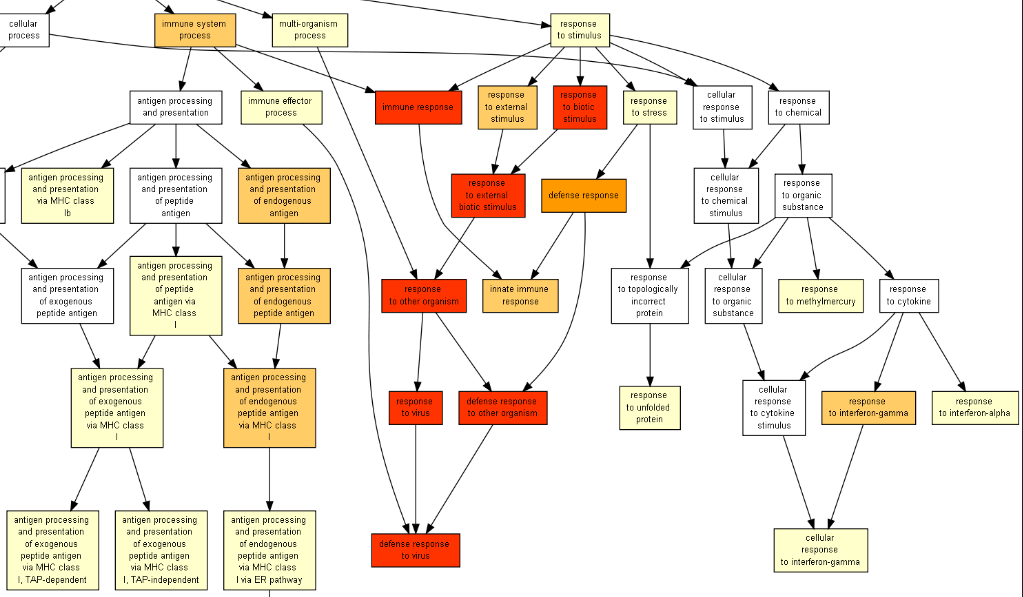 cellular
process
immune system
process
multi-organism
process
response
to stimulus
antigen processing
and presentation
immune effector
process
immune response
response
to external
stimulus
response
to biotic
stimulus
response
to stress
cellular
response
to stimulus
response
to chemical
antigen processing
and presentation
via MHC class
Ib
antigen processing
and presentation
of peptide
antigen
antigen processing
and presentation
of endogenous
antigen
response
to external
biotic stimulus
defense response
cellular
response
to chemical
stimulus
response
to organic
substance
antigen processing
and presentation
of exogenous
peptide antigen
antigen processing
and presentation
of peptide
antigen via
MHC class
I
antigen processing
and presentation
of endogenous
peptide antigen
response
to other organism
innate immune
response
response
to topologically
incorrect
protein
cellular
response
to organic
substance
response
to methylmercury
response
to cytokine
antigen processing
and presentation
of exogenous
peptide antigen
via MHC class
I
antigen processing
and presentation
of endogenous
peptide antigen
via MHC class
I
response
to virus
defense response
to other organism
response
to unfolded
protein
cellular
response
to cytokine
stimulus
response
to interferon-gamma
response
to interferon-alpha
antigen processing
and presentation
of exogenous
peptide antigen
via MHC class
I, TAP-dependent
antigen processing
and presentation
of exogenous
peptide antigen
via MHC class
I, TAP-independent
antigen processing
and presentation
of endogenous
peptide antigen
via MHC class
I via ER pathway
defense response
to virus
cellular
response
to interferon-gamma